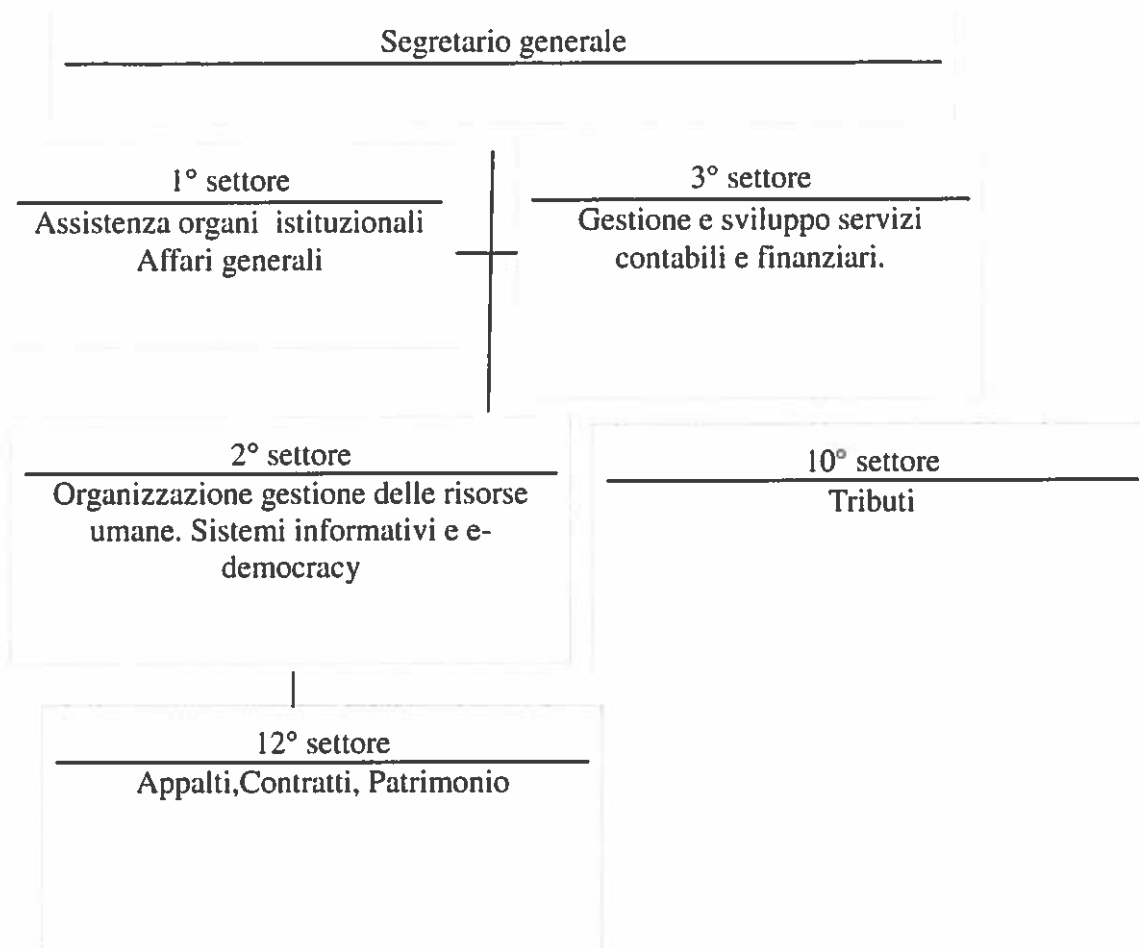 Segretario generale
1° settore
Assistenza organi istituzionali
Affari generali
3° settore
Gestione e sviluppo servizi
contabili e finanziari.
2° settore
Organizzazione gestione delle risorse
umane. Sistemi informativi e e-
democracy
10° settore
Tributi
12° settore
Appalti,Contratti, Patrimonio